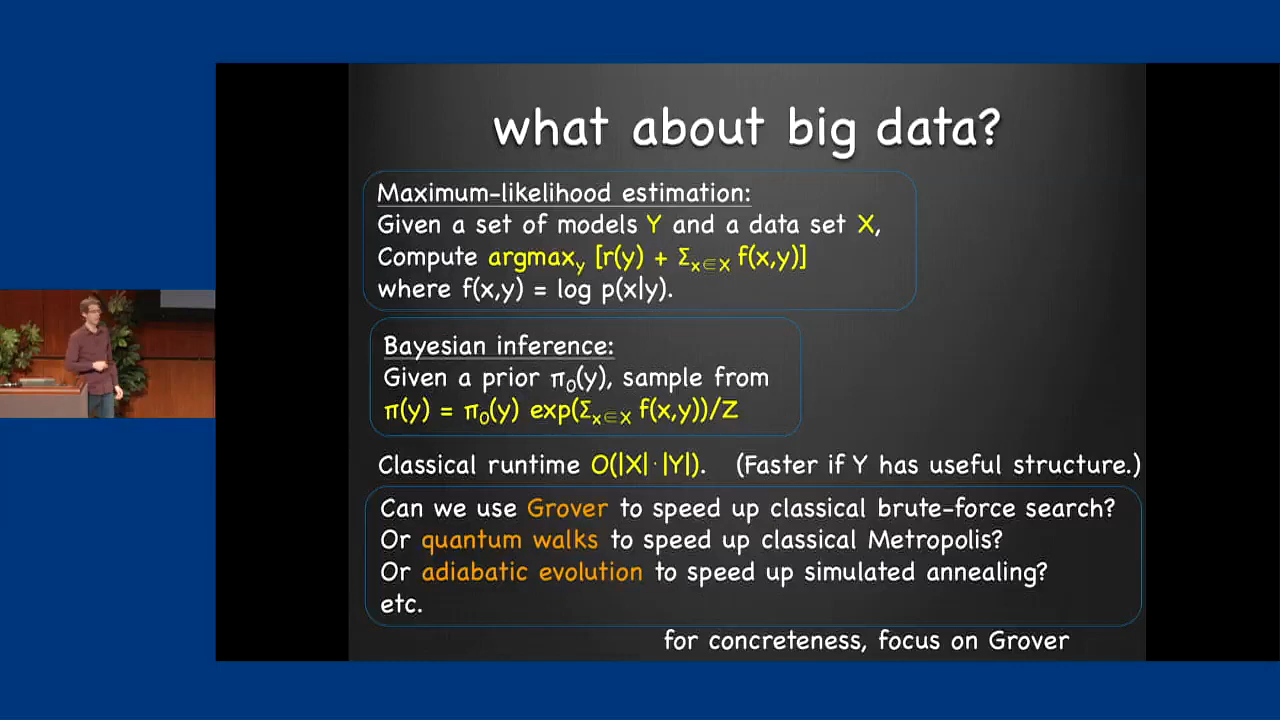 what about big data?
Maximum-likelihood estimation:
Given a set of models Y and a data set X,
Compute argmaxy [r(y) + Σx∈X f(x,y)]
where f(x,y) = log p(x|y).
Bayesian inference:
Given a prior π0(y), sample from
π(y) = π0(y) exp(Σx∈X f(x,y))/Z
Classical runtime O(|X|·|Y|). (Faster if Y has useful structure.)
Can we use Grover to speed up classical brute-force search?
Or quantum walks to speed up classical Metropolis?
Or adiabatic evolution to speed up simulated annealing?
etc.
for concreteness, focus on Grover